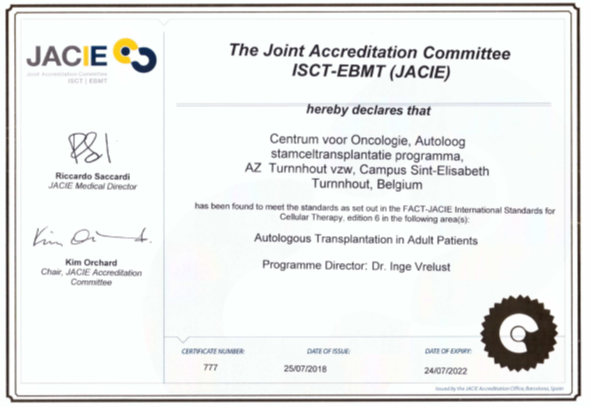 JACIE
Joint Accreditation Committee
ISCT | EBMT
The Joint Accreditation Committee
ISCT-EBMT (JACIE)
hereby declares that
Centrum voor Oncologie, Autoloog
stamceltransplantatie programma,
AZ Turnnhout vzw, Campus Sint-Elisabeth
Turnnhout, Belgium
has been found to meet the standards as set out in the FACT-JACIE International Standards for
Cellular Therapy, edition 6 in the following area(s):
Autologous Transplantation in Adult Patients
Programme Director: Dr. Inge Vrelust
Riccardo Saccardi
JACIE Medical Director
Kim Orchard
Chair, JACIE Accreditation
Committee
CERTIFICATE NUMBER:
777
DATE OF ISSUE:
25/07/2018
DATE OF EXPIRY:
24/07/2022
Issued by the JACIE Accreditation Office, Barcelona, Spain